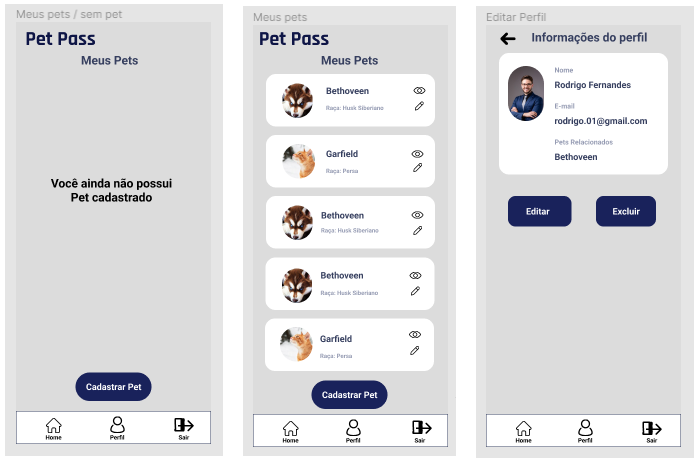 Meus pets / sem pet
Pet Pass
Meus Pets
Você ainda não possui
Pet cadastrado
Cadastrar Pet
Home
Perfil
Sair
Meus pets
Pet Pass
Meus Pets
Bethoveen
Raça: Husk Siberiano
Garfield
Raça: Persa
Bethoveen
Raça: Husk Siberiano
Bethoveen
Raça: Husk Siberiano
Garfield
Raça: Persa
Cadastrar Pet
Home
Perfil
Sair
Editar Perfil
Informações do perfil
Nome
Rodrigo Fernandes
E-mail
rodrigo.01@gmail.com
Pets Relacionados
Bethoveen
Editar
Excluir
Home
Perfil
Sair